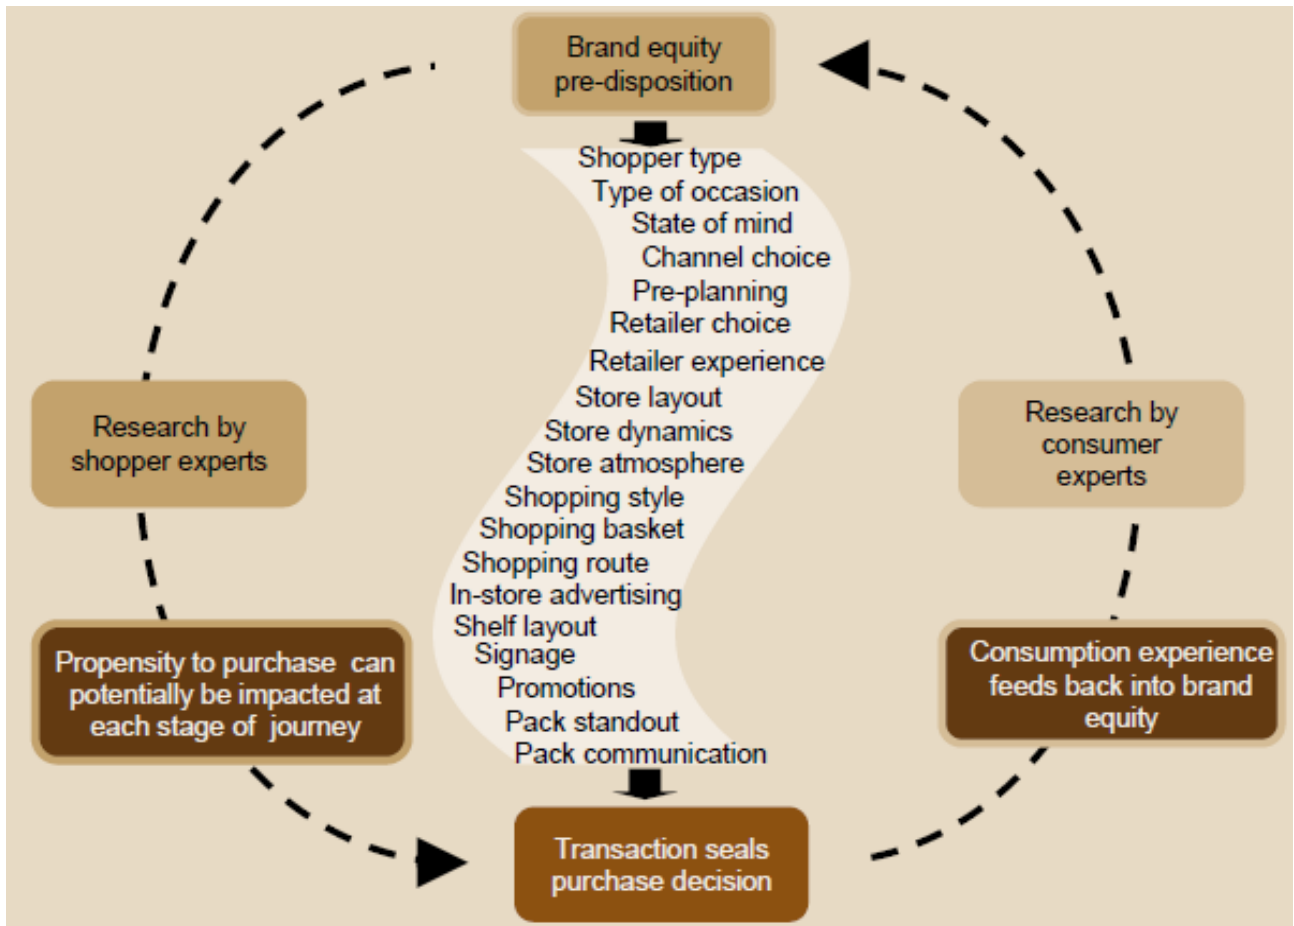 Brand equity
pre-disposition
Shopper type
Type of occasion
State of mind
Channel choice
Pre-planning
Retailer choice
Retailer experience
Store layout
Store dynamics
Store atmosphere
Shopping style
Shopping basket
Shopping route
In-store advertising
Shelf layout
Signage
Promotions
Pack standout
Pack communication
Transaction seals
purchase decision
Research by
shopper experts
Propensity to purchase can
potentially be impacted at
each stage of journey
Research by
consumer
experts
Consumption experience
feeds back into brand
equity